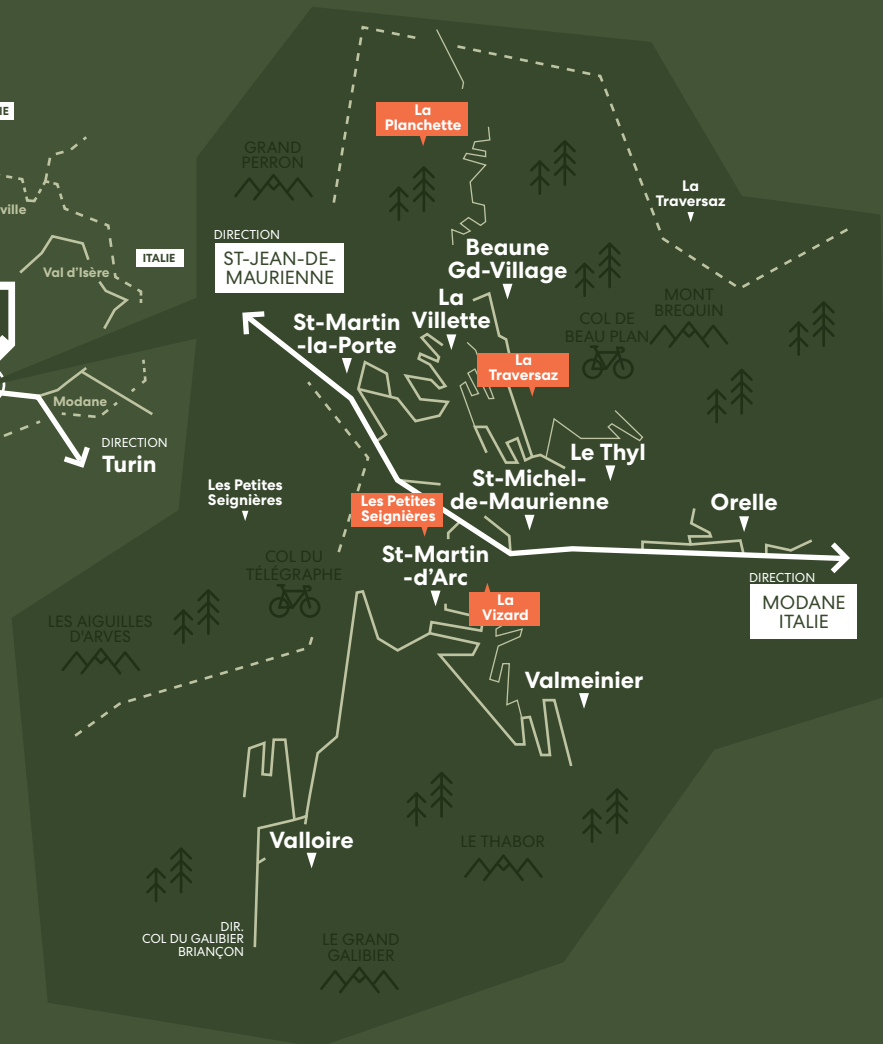 La
Planchette
GRAND
PERRON
La
Traversaz
ville
DIRECTION
ST-JEAN-DE-
MAURIENNE
ITALIE
Val d'Isère
Beaune
Gd-Village
La
Villette
MONT
BREQUIN
COL DE
BEAU PLAN
St-Martin
-la-Porte
La
Traversaz
Modane
DIRECTION
Turin
Le Thyl
St-Michel-
de-Maurienne
Les Petites
Seignières
Les Petites
Seignières
Orelle
St-Martin
-d'Arc
COL DU
TÉLÉGRAPHE
DIRECTION
MODANE
ITALIE
La
Vizard
LES AIGUILLES
D'ARVES
Valmeinier
Valloire
LE THABOR
DIR.
COL DU GALIBIER
BRIANÇON
LE GRAND
GALIBIER